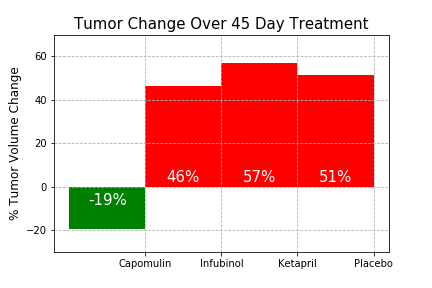 Tumor Change Over 45 Day Treatment
% Tumor Volume Change
60
40
20
0
−20
-19%
46%
57%
51%
Capomulin
Infubinol
Ketapril
Placebo